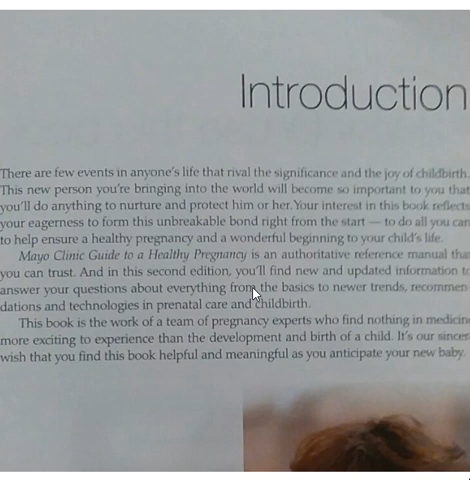 Introduction
There are few events in anyone's life that rival the significance and the joy of childbirth.
This new person you're bringing into the world will become so important to you that
you'll do anything to nurture and protect him or her. Your interest in this book reflects
your eagerness to form this unbreakable bond right from the start — to do all you can
to help ensure a healthy pregnancy and a wonderful beginning to your child's life.
Mayo Clinic Guide to a Healthy Pregnancy is an authoritative reference manual that
you can trust. And in this second edition, you'll find new and updated information to
answer your questions about everything from the basics to newer trends, recommen-
dations and technologies in prenatal care and childbirth.
This book is the work of a team of pregnancy experts who find nothing in medicine
more exciting to experience than the development and birth of a child. It's our sincere
wish that you find this book helpful and meaningful as you anticipate your new baby.